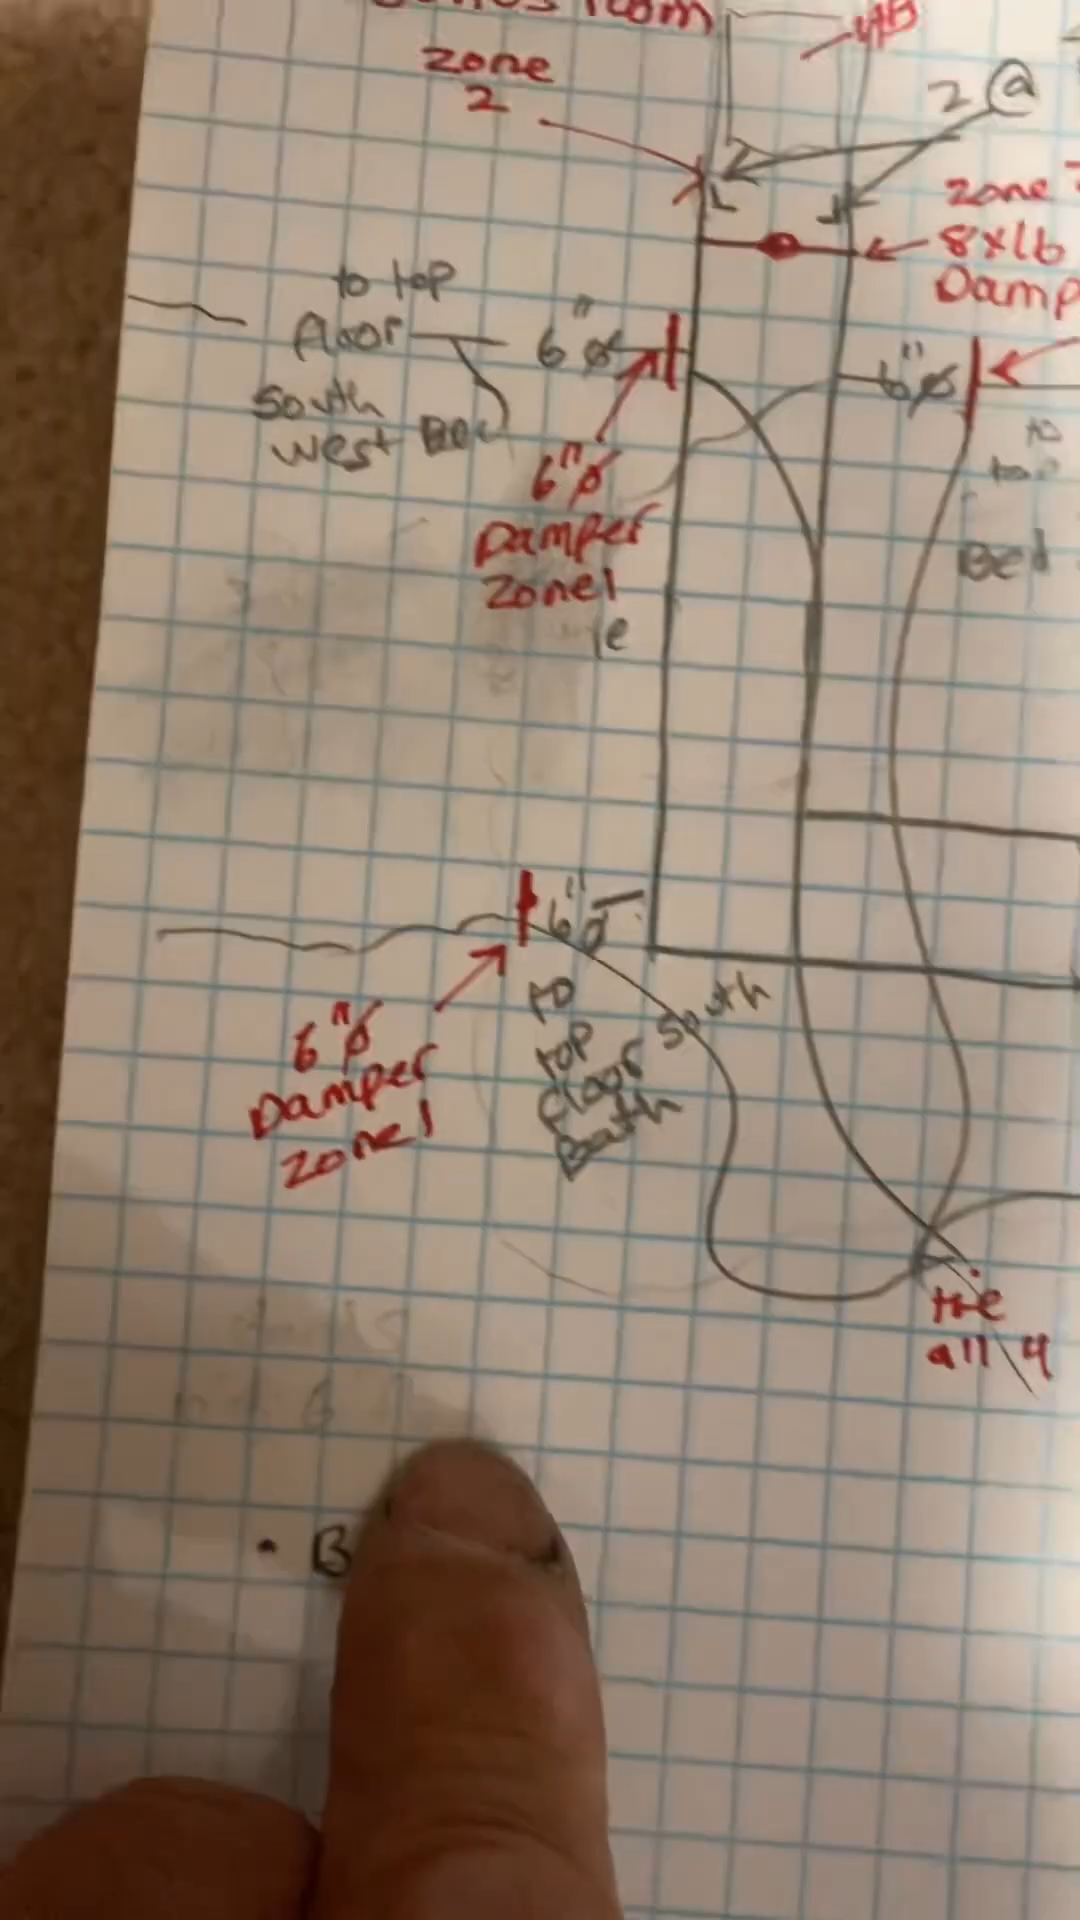 zone
2
2 @
zone
8x16
Damp
to top
floor
6"ø
6"ø
south
west
6"ø
Damper
zone1
to
Bed
6"ø
to
top
floor south
Bath
6"ø
Damper
zone1
tie
all 4
• B